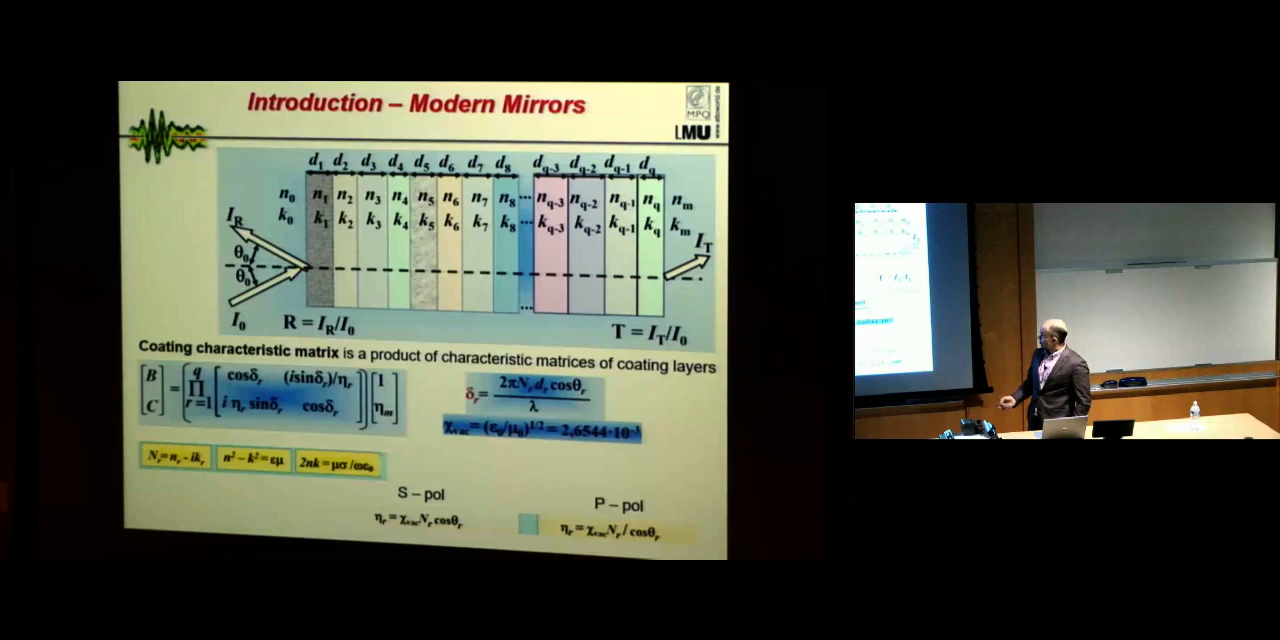 Introduction – Modern Mirrors
MPQ
www.attoworld.de
LMU
d₁ d₂ d₃ d₄ d₅ d₆ d₇ d₈ d_q-3 d_q-2 d_q-1 d_q
n₀ n₁ n₂ n₃ n₄ n₅ n₆ n₇ n₈ ... n_q-3 n_q-2 n_q-1 n_q n_m
k₀ k₁ k₂ k₃ k₄ k₅ k₆ k₇ k₈ ... k_q-3 k_q-2 k_q-1 k_q k_m
I_R
I_T
θ₀
θ₀
...
I₀ R = I_R/I₀ T = I_T/I₀
Coating characteristic matrix is a product of characteristic matrices of coating layers
[B C] = {∏ r=1 q [cosδ_r (isinδ_r)/η_r i η_r sinδ_r cosδ_r]} [1 η_m]
δ_r = 2πN_r d_r cosθ_r / λ
χ_vac = (ε₀/μ₀)^1/2 = 2,6544·10⁻³
N_r = n_r - ik_r n² – k² = εμ 2nk = μσ/ωε₀
S – pol
η_r = χ_vac N_r cosθ_r
P – pol
η_r = χ_vac N_r / cosθ_r